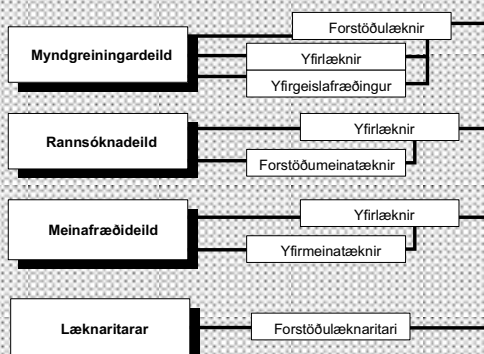 Forstöðulæknir
Myndgreiningardeild
Yfirlæknir
Yfirgeislafræðingur
Yfirlæknir
Rannsóknadeild
Forstöðumeinatæknir
Yfirlæknir
Meinafræðideild
Yfirmeinatæknir
Læknaritarar
Forstöðulæknaritari